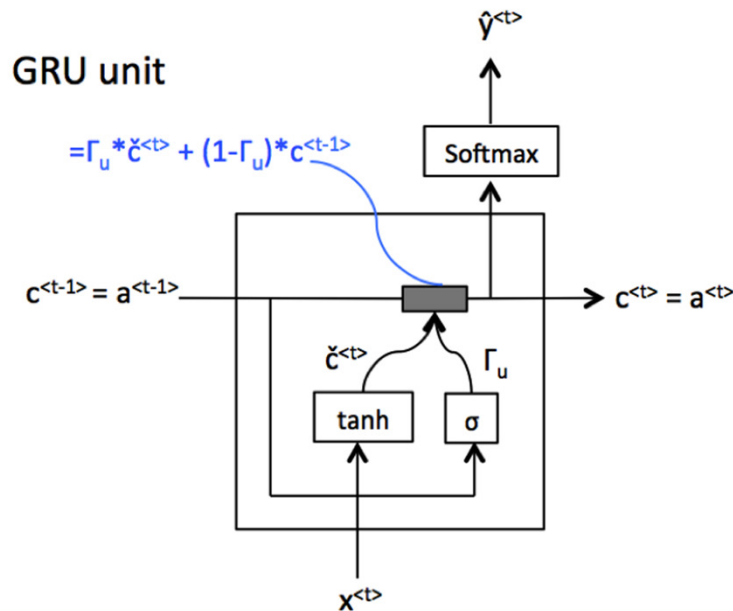 ŷ<t>
GRU unit
=Γu*č<t> + (1-Γu)*c<t-1>
Softmax
c<t-1> = a<t-1>
c<t> = a<t>
č<t>
Γu
tanh
σ
x<t>